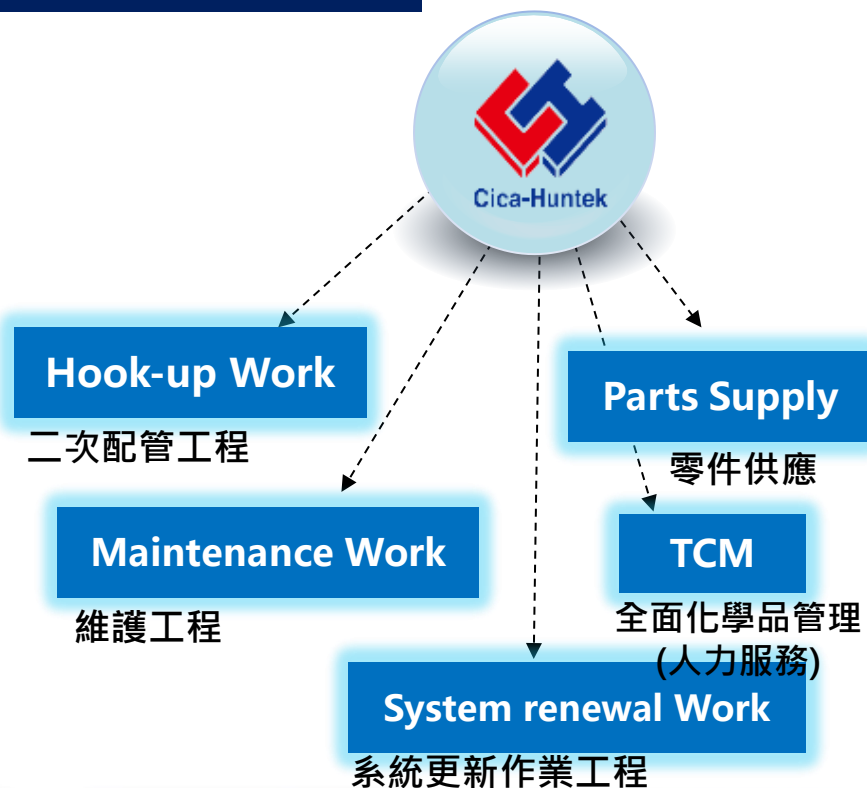 Cica-Huntek
Hook-up Work
二次配管工程
Parts Supply
零件供應
Maintenance Work
維護工程
TCM
全面化學品管理
(人力服務)
System renewal Work
系統更新作業工程